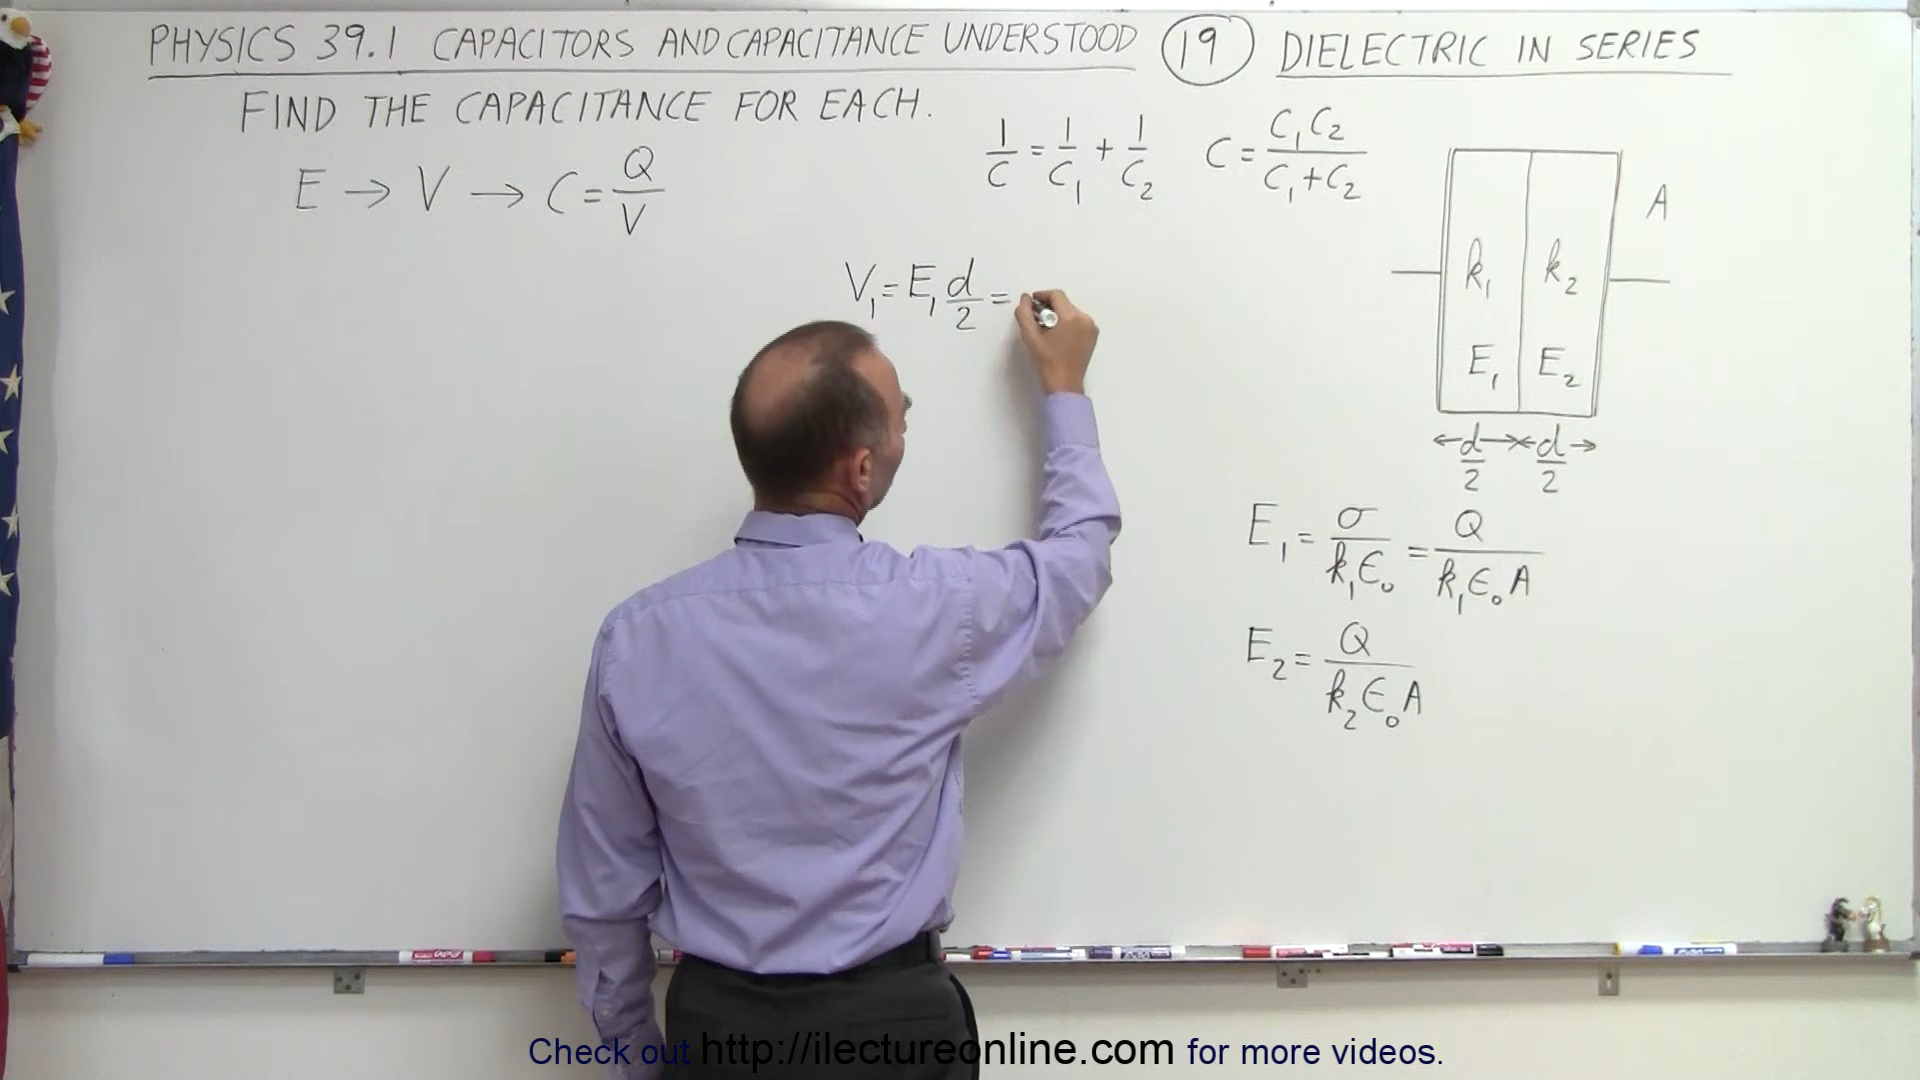 PHYSICS 39.1 CAPACITORS AND CAPACITANCE UNDERSTOOD 19 DIELECTRIC IN SERIES
FIND THE CAPACITANCE FOR EACH.
E → V → C = Q/V
1/C = 1/C₁ + 1/C₂
C = C₁C₂/(C₁+C₂)
A
k₁ k₂
E₁ E₂
d/2 d/2
V₁ = E₁ d/2 =
E₁ = σ/(k₁ϵ₀) = Q/(k₁ϵ₀A)
E₂ = Q/(k₂ϵ₀A)
Check out http://ilectureonline.com for more videos.